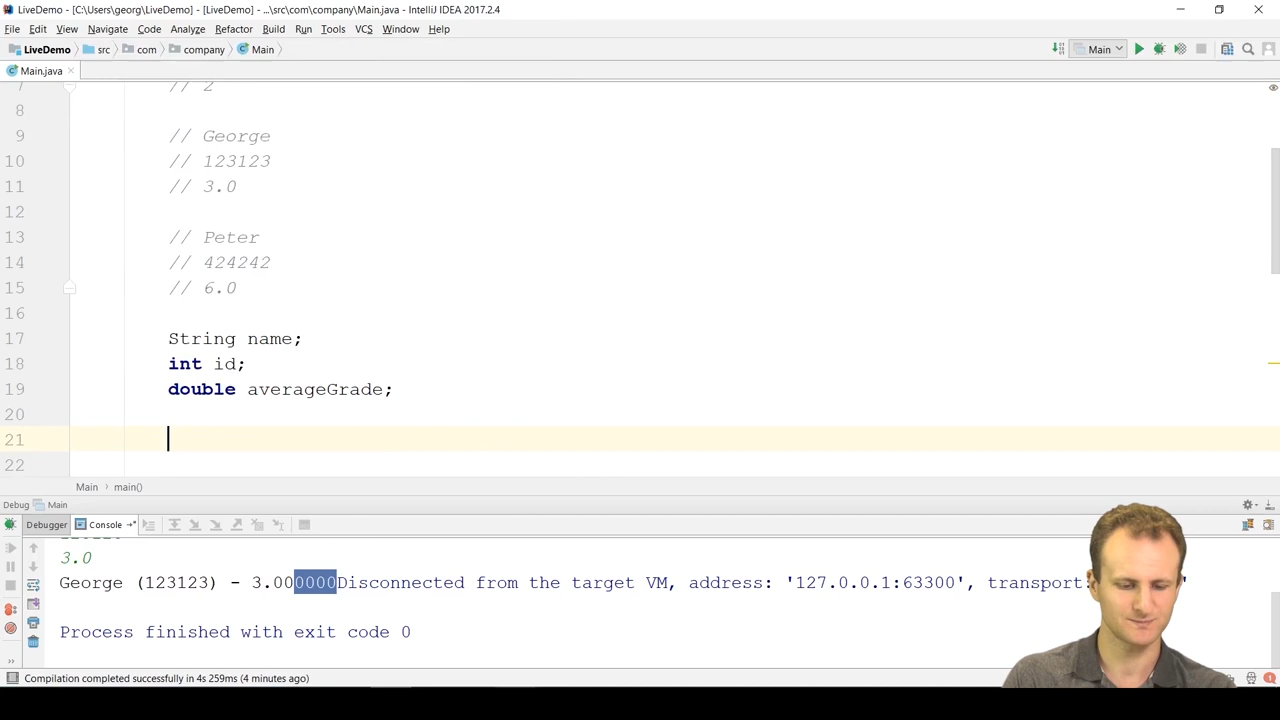 LiveDemo - [C:\Users\georg\LiveDemo] - [LiveDemo] - ...\src\com\company\Main.java - IntelliJ IDEA 2017.2.4
File Edit View Navigate Code Analyze Refactor Build Run Tools VCS Window Help
LiveDemo src com company Main Main
Main.java
7 // 2
8
9 // George
10 // 123123
11 // 3.0
12
13 // Peter
14 // 424242
15 // 6.0
16
17 String name;
18 int id;
19 double averageGrade;
20
21
22
Main main()
Debug Main
Debugger Console
3.0
George (123123) - 3.000000Disconnected from the target VM, address: '127.0.0.1:63300', transport:
Process finished with exit code 0
Compilation completed successfully in 4s 259ms (4 minutes ago)